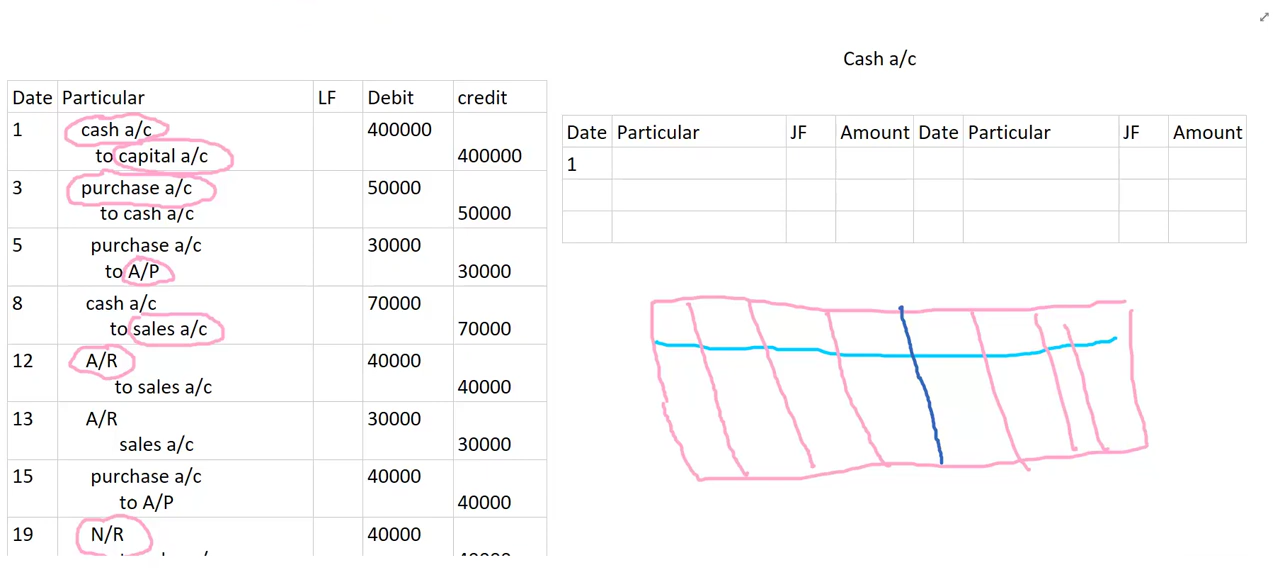 Cash a/c
Date Particular LF Debit credit
1 cash a/c 400000
to capital a/c 400000
3 purchase a/c 50000
to cash a/c 50000
5 purchase a/c 30000
to A/P 30000
8 cash a/c 70000
to sales a/c 70000
12 A/R 40000
to sales a/c 40000
13 A/R 30000
sales a/c 30000
15 purchase a/c 40000
to A/P 40000
19 N/R 40000
Date Particular JF Amount Date Particular JF Amount
1